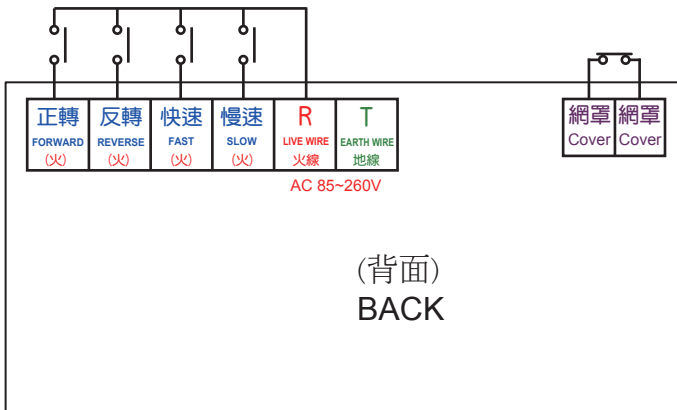 正轉 反轉 快速 慢速 R T
FORWARD REVERSE FAST SLOW LIVE WIRE EARTH WIRE
(火) (火) (火) (火) 火線 地線
AC 85~260V
網罩 網罩
Cover Cover
(背面)
BACK